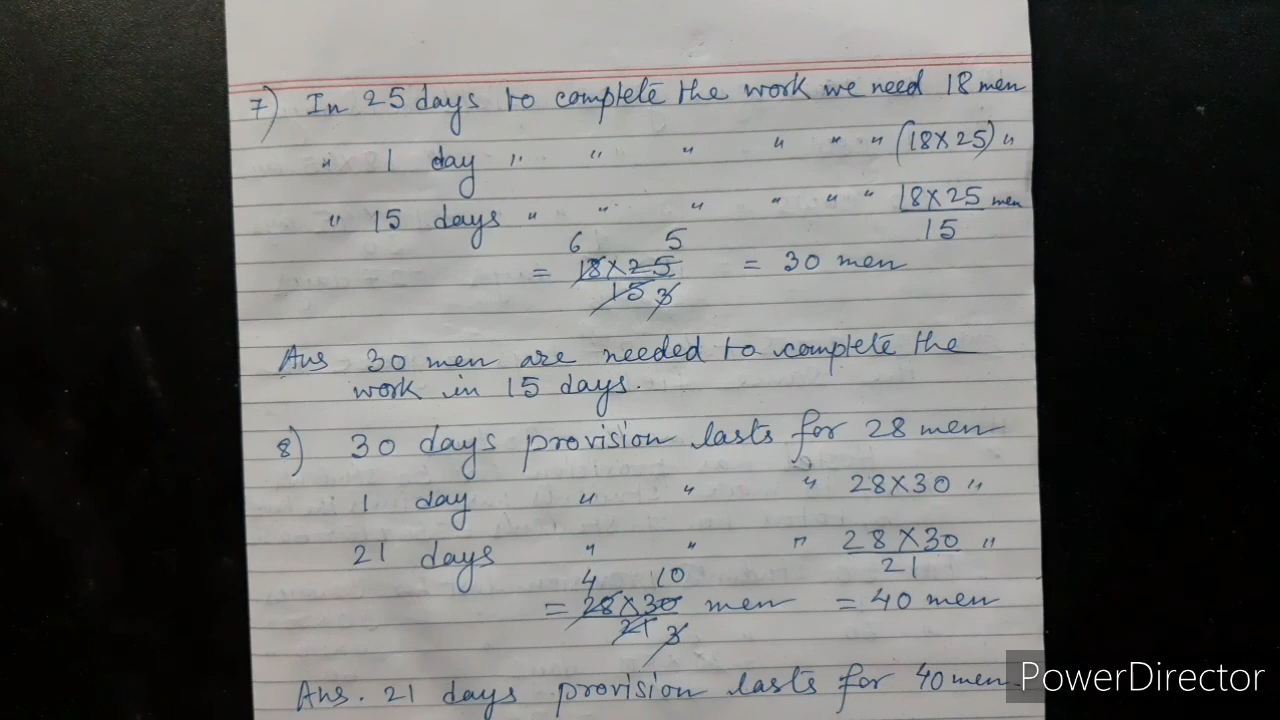 7) In 25 days to complete the work we need 18 men
" 1 day " " " " " " (18×25) "
" 15 days " " " " " " 18×25 men
15
6 5
= 18×25 = 30 men
15 3
Ans 30 men are needed to complete the
work in 15 days.
8) 30 days provision lasts for 28 men
1 day " " " 28×30 "
21 days " " " 28×30 "
21
4 10
= 28×30 men = 40 men
21 3
Ans. 21 days provision lasts for 40 men.
PowerDirector